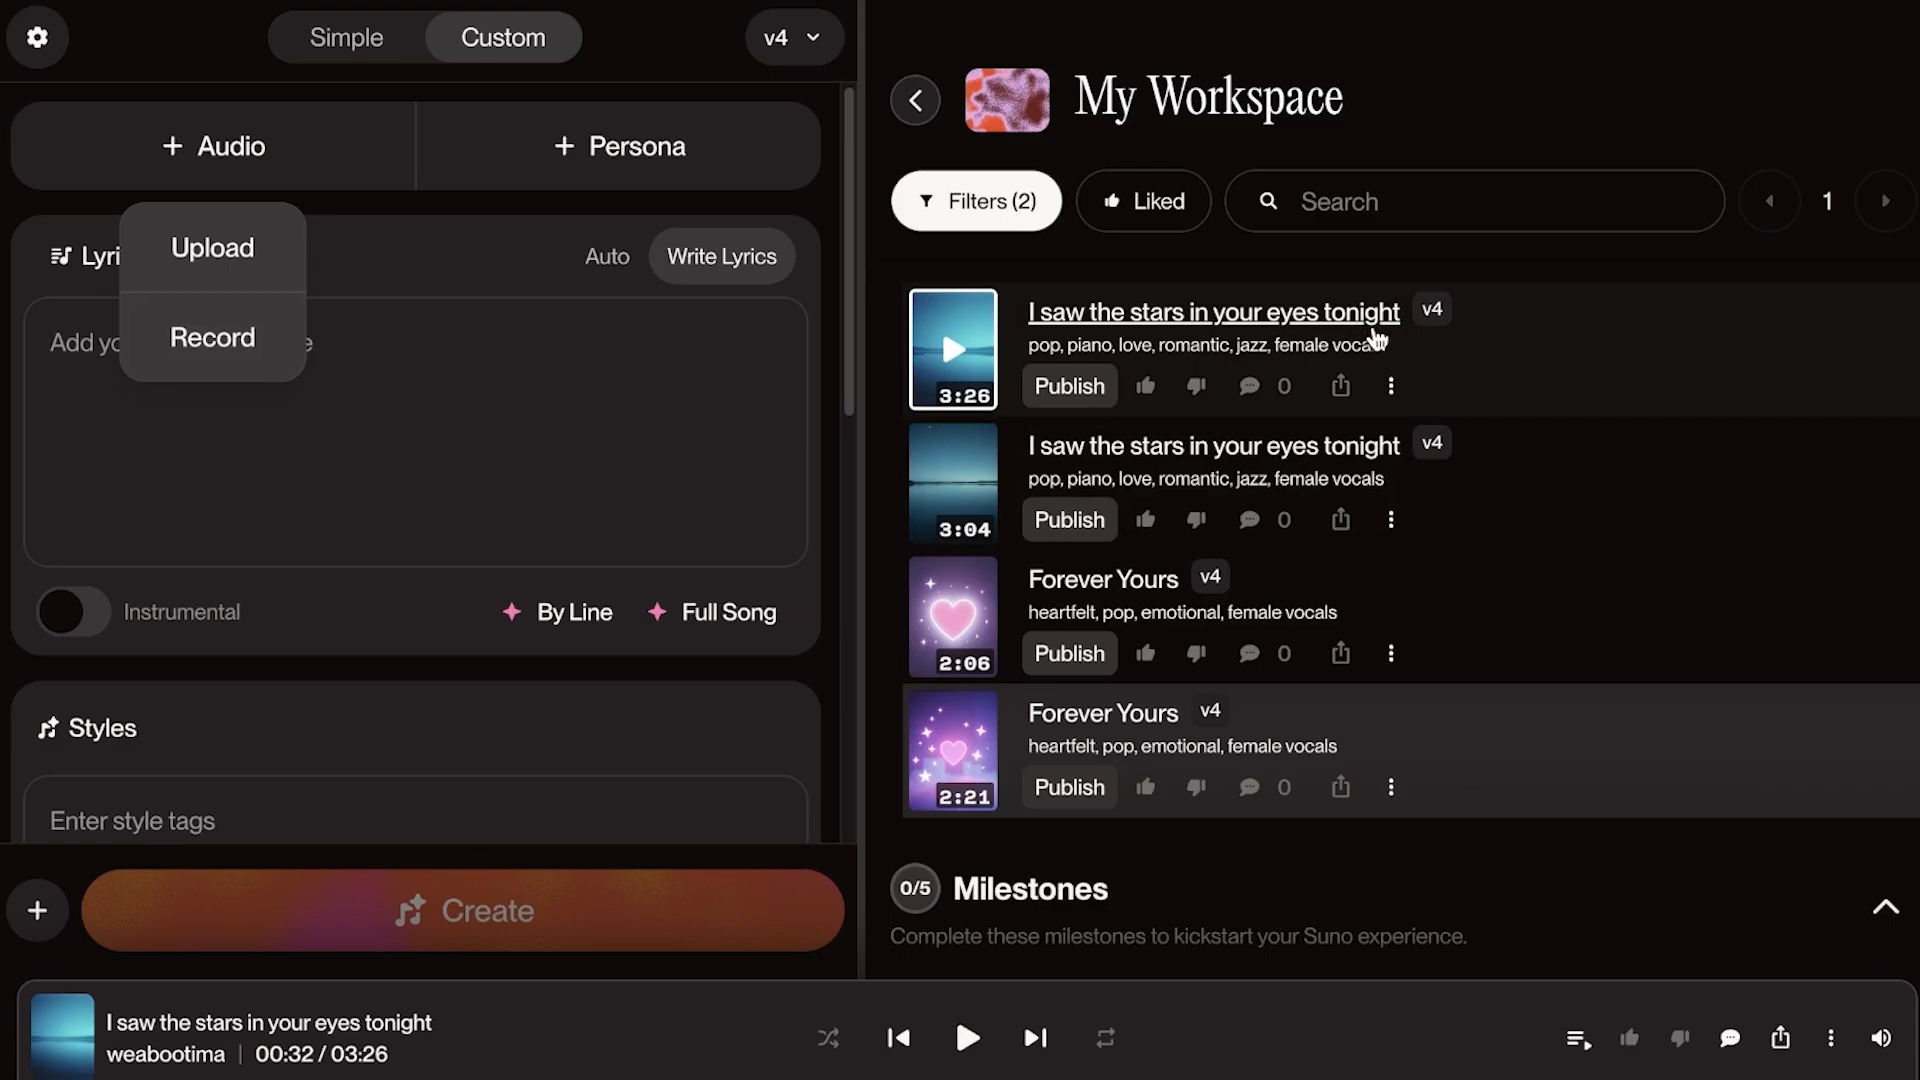 Simple
Custom
v4
+ Audio
+ Persona
Upload
Record
Lyri
Auto
Write Lyrics
Add yo
e
Instrumental
By Line
Full Song
Styles
Enter style tags
+
Create
My Workspace
Filters (2)
Liked
Search
1
I saw the stars in your eyes tonight v4
pop, piano, love, romantic, jazz, female vocals
3:26
Publish 0
I saw the stars in your eyes tonight v4
pop, piano, love, romantic, jazz, female vocals
3:04
Publish 0
Forever Yours v4
heartfelt, pop, emotional, female vocals
2:06
Publish 0
Forever Yours v4
heartfelt, pop, emotional, female vocals
2:21
Publish 0
0/5 Milestones
Complete these milestones to kickstart your Suno experience.
I saw the stars in your eyes tonight
weabootima | 00:32 / 03:26